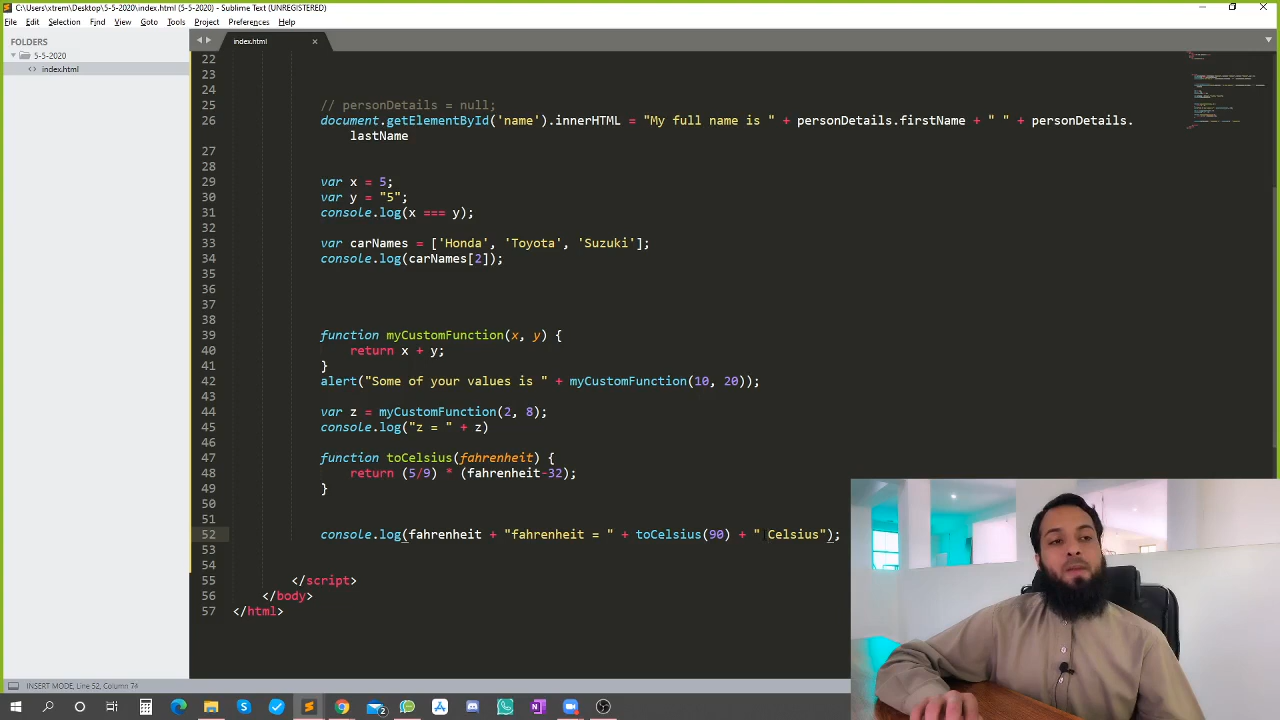 C:\Users\xtrem\Desktop\5-5-2020\index.html (5-5-2020) - Sublime Text (UNREGISTERED)
File Edit Selection Find View Goto Tools Project Preferences Help
FOLDERS
5-5-2020
index.html
index.html
22
23
24
25 // personDetails = null;
26 document.getElementById('name').innerHTML = "My full name is " + personDetails.firstName + " " + personDetails.
lastName
27
28
29 var x = 5;
30 var y = "5";
31 console.log(x === y);
32
33 var carNames = ['Honda', 'Toyota', 'Suzuki'];
34 console.log(carNames[2]);
35
36
37
38
39 function myCustomFunction(x, y) {
40 return x + y;
41 }
42 alert("Some of your values is " + myCustomFunction(10, 20));
43
44 var z = myCustomFunction(2, 8);
45 console.log("z = " + z)
46
47 function toCelsius(fahrenheit) {
48 return (5/9) * (fahrenheit-32);
49 }
50
51
52 console.log(fahrenheit + "fahrenheit = " + toCelsius(90) + " Celsius");
53
54
55 </script>
56 </body>
57 </html>
INSERT MODE, Line 52, Column 74